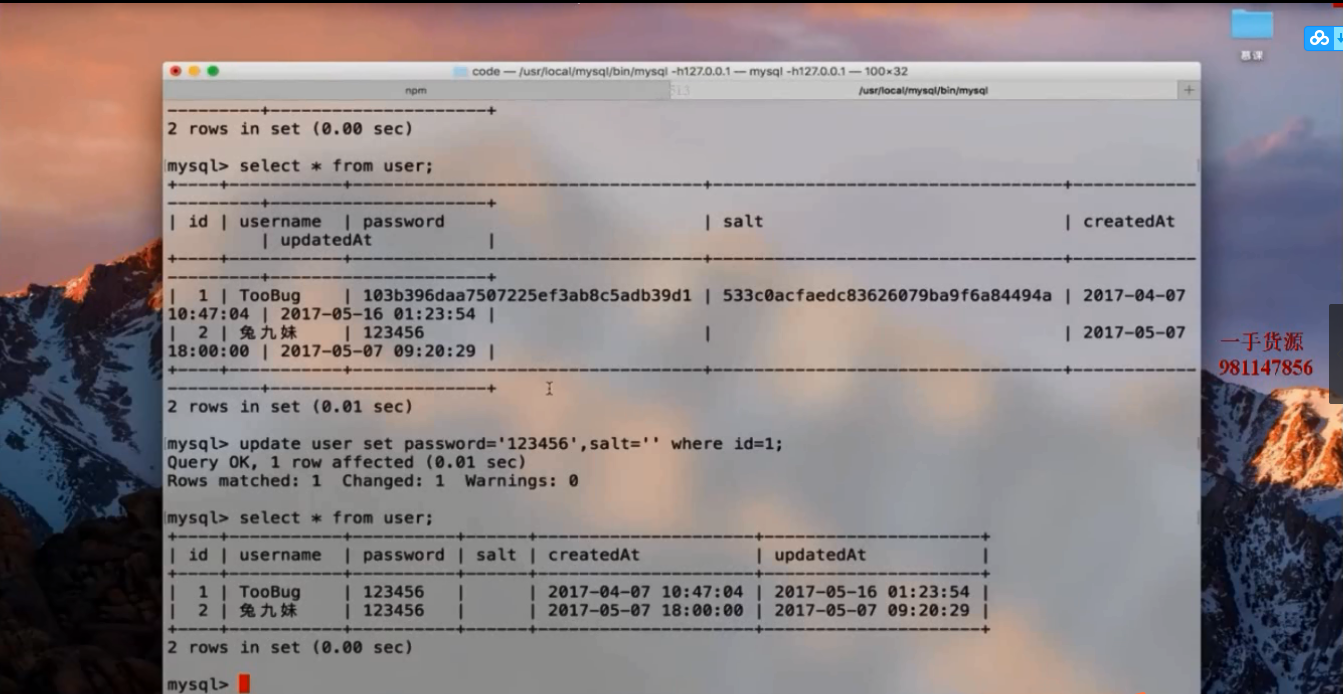 慕课
code — /usr/local/mysql/bin/mysql -h127.0.0.1 — mysql -h127.0.0.1 — 100×32
npm
/usr/local/mysql/bin/mysql
+
---------+----------------------+
2 rows in set (0.00 sec)
mysql> select * from user;
+----+-----------+----------------------------------+----------------------------------+------------
---------+----------------------+
| id | username | password | salt | createdAt
| updatedAt |
+----+-----------+----------------------------------+----------------------------------+------------
---------+----------------------+
| 1 | TooBug | 103b396daa7507225ef3ab8c5adb39d1 | 533c0acfaedc83626079ba9f6a84494a | 2017-04-07
10:47:04 | 2017-05-16 01:23:54 |
| 2 | 兔九妹 | 123456 | | 2017-05-07
18:00:00 | 2017-05-07 09:20:29 |
+----+-----------+----------------------------------+----------------------------------+------------
---------+----------------------+
2 rows in set (0.01 sec)
mysql> update user set password='123456',salt='' where id=1;
Query OK, 1 row affected (0.01 sec)
Rows matched: 1 Changed: 1 Warnings: 0
mysql> select * from user;
+----+-----------+----------+------+---------------------+---------------------+
| id | username | password | salt | createdAt | updatedAt |
+----+-----------+----------+------+---------------------+---------------------+
| 1 | TooBug | 123456 | | 2017-04-07 10:47:04 | 2017-05-16 01:23:54 |
| 2 | 兔九妹 | 123456 | | 2017-05-07 18:00:00 | 2017-05-07 09:20:29 |
+----+-----------+----------+------+---------------------+---------------------+
2 rows in set (0.00 sec)
mysql>
一手货源
981147856